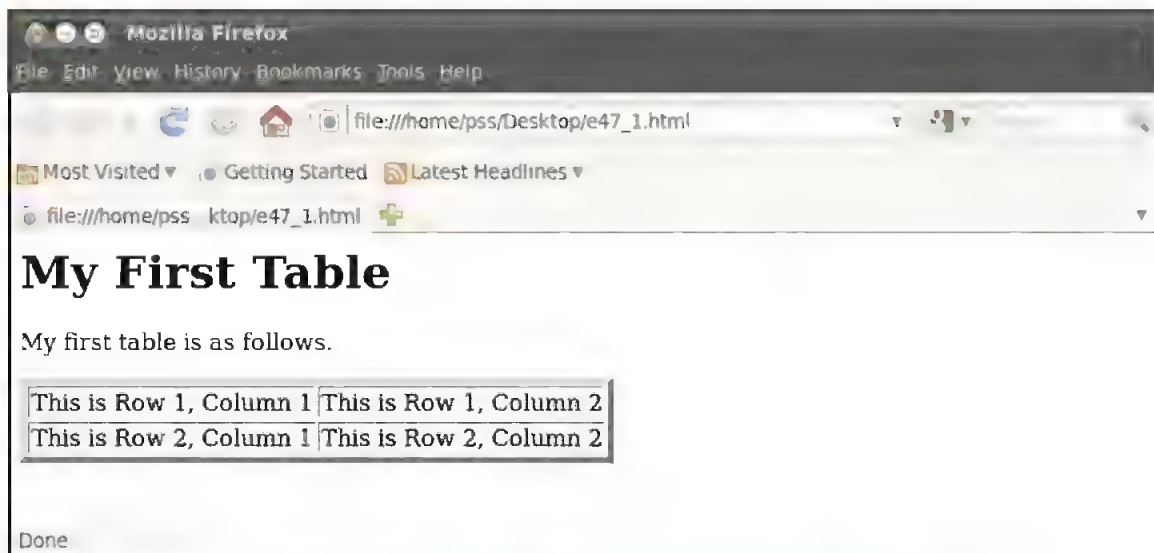 Mozilla Firefox
File Edit View History Bookmarks Tools Help
file:///home/pss/Desktop/e47_1.html
Most Visited Getting Started Latest Headlines
file:///home/pss ktop/e47_1.html
My First Table
My first table is as follows.
This is Row 1, Column 1 This is Row 1, Column 2
This is Row 2, Column 1 This is Row 2, Column 2
Done